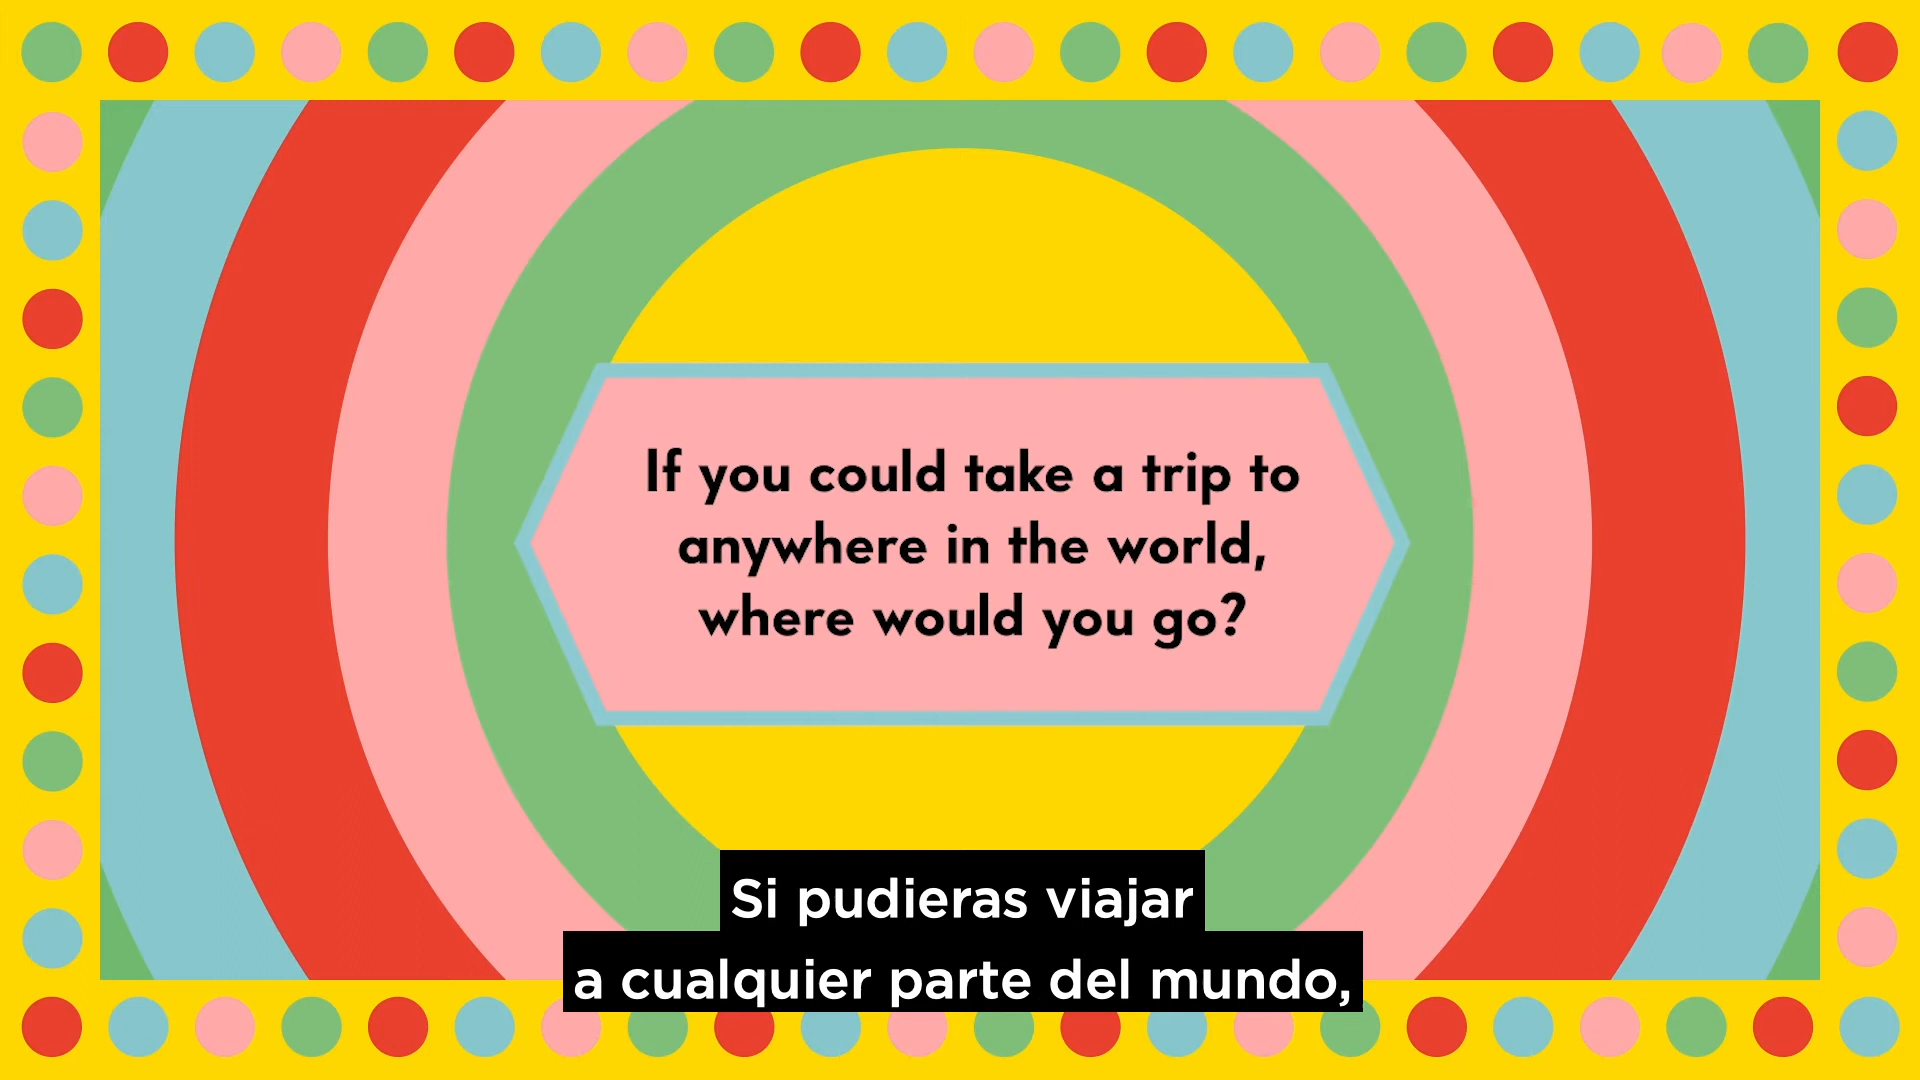 If you could take a trip to
anywhere in the world,
where would you go?
Si pudieras viajar
a cualquier parte del mundo,